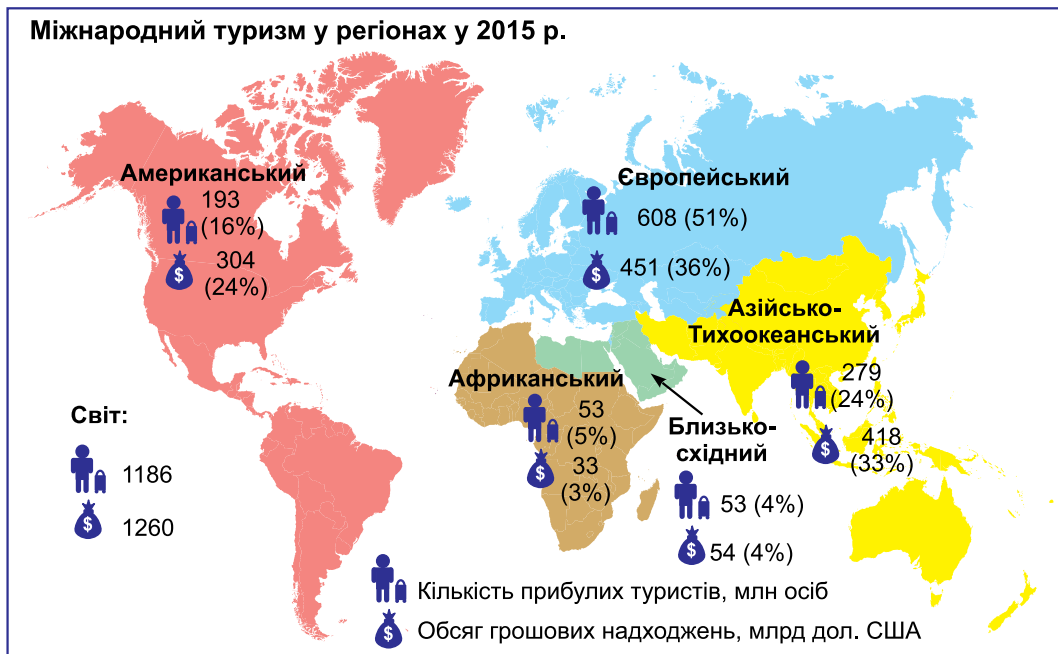 Міжнародний туризм у регіонах у 2015 р.
Американський
193
(16%)
$
304
(24%)
Європейський
608 (51%)
$
451 (36%)
Азійсько-
Тихоокеанський
279
(24%)
$
418
(33%)
Африканський
53
(5%)
$
33
(3%)
Близько-
східний
53 (4%)
$
54 (4%)
Світ:
1186
$
1260
Кількість прибулих туристів, млн осіб
$
Обсяг грошових надходжень, млрд дол. США